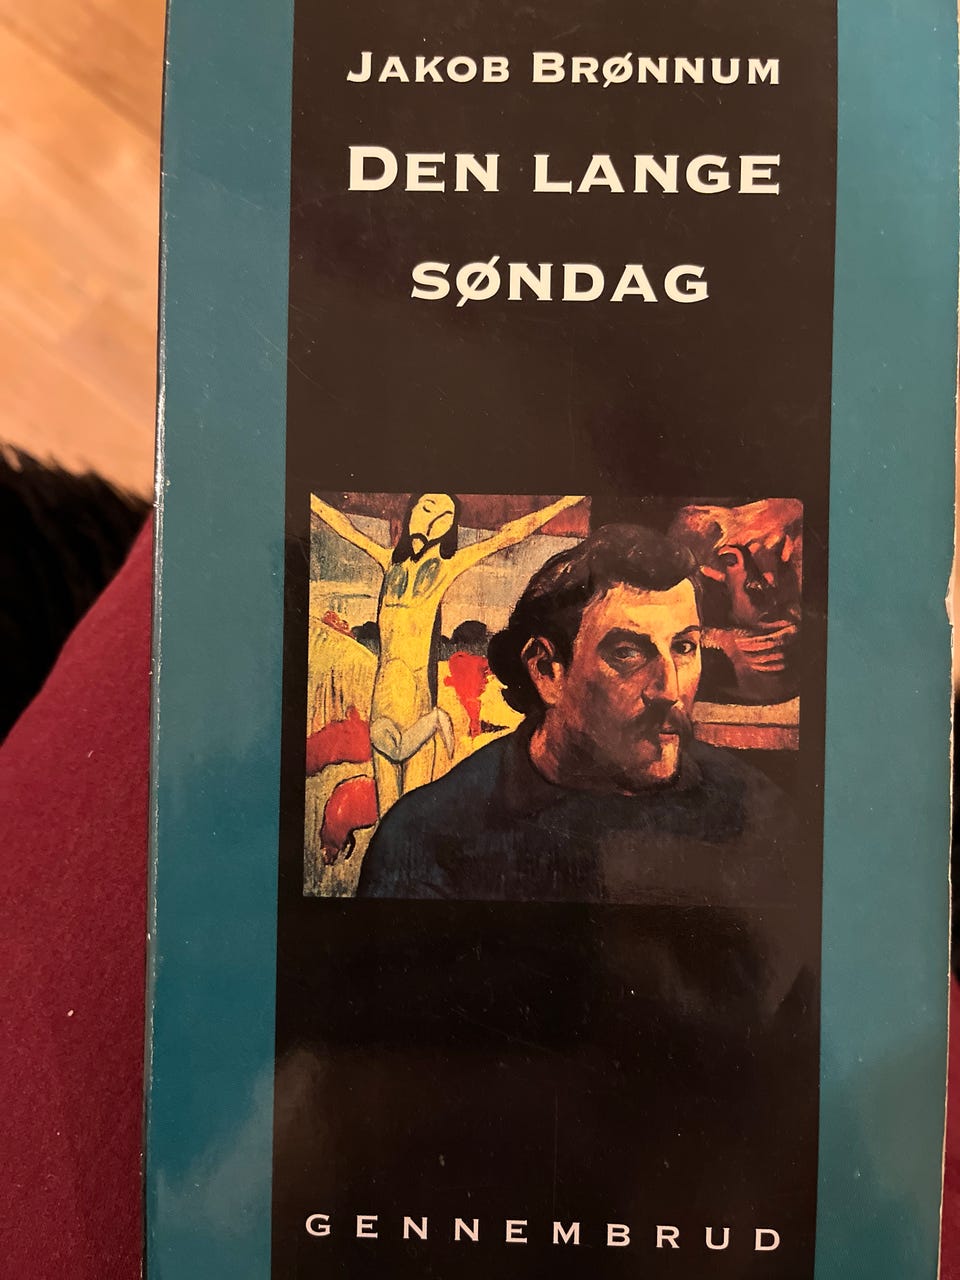 Jakob Brønnum
Den lange
søndag
GENNEMBRUD